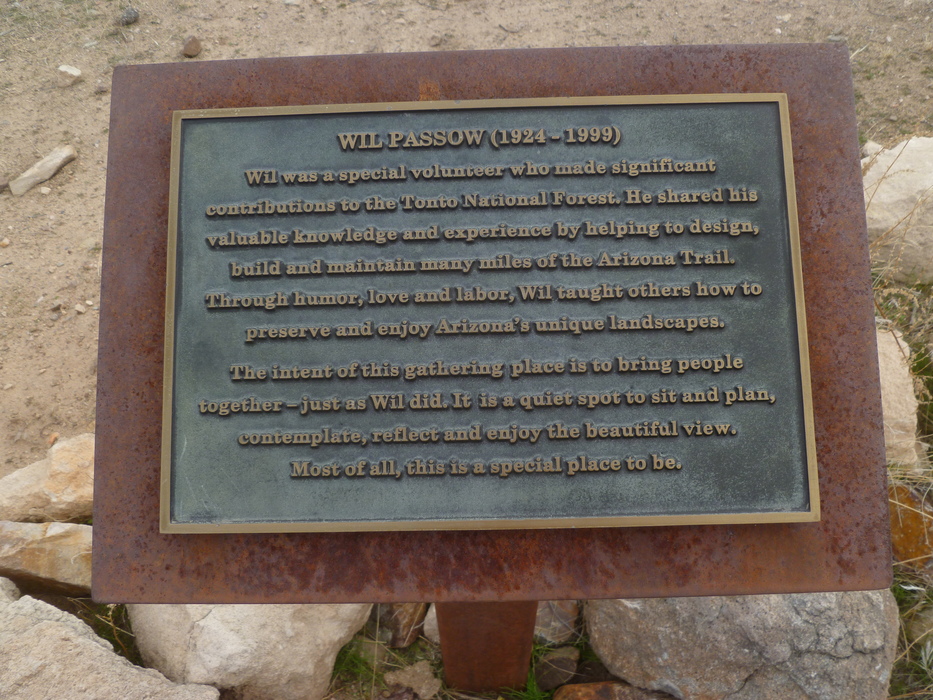 WIL PASSOW (1924 - 1999)
Wil was a special volunteer who made significant
contributions to the Tonto National Forest. He shared his
valuable knowledge and experience by helping to design,
build and maintain many miles of the Arizona Trail.
Through humor, love and labor, Wil taught others how to
preserve and enjoy Arizona's unique landscapes.
The intent of this gathering place is to bring people
together – just as Wil did. It is a quiet spot to sit and plan,
contemplate, reflect and enjoy the beautiful view.
Most of all, this is a special place to be.